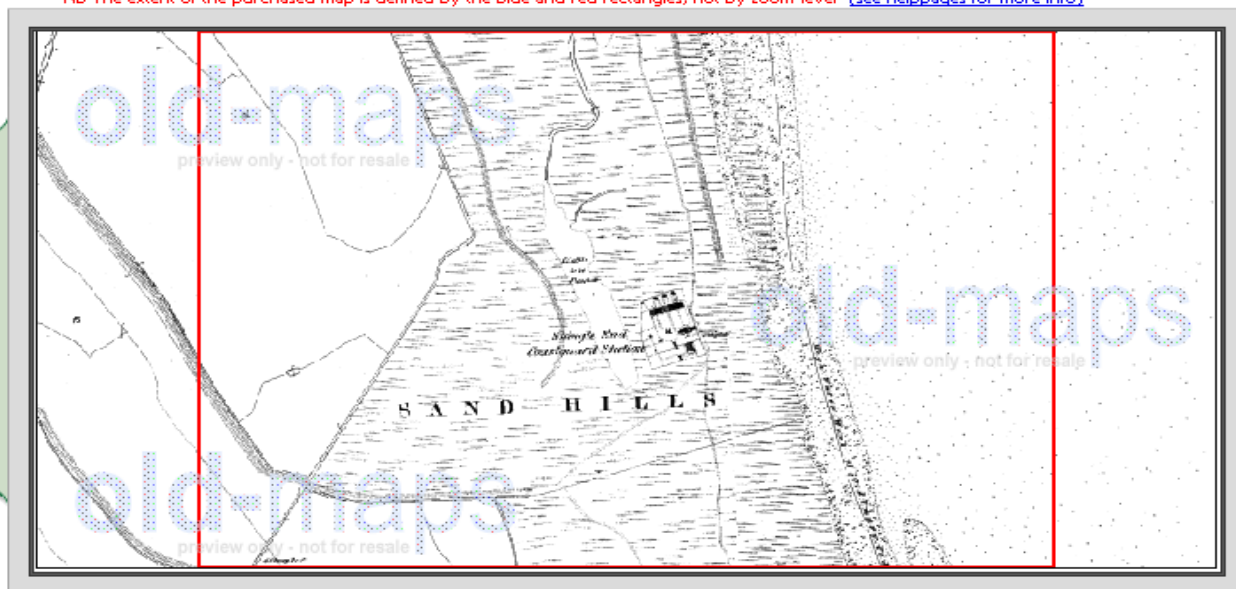 NB The extent of the purchased map is defined by the blue and red rectangles, not by zoom level (see helppages for more info)
old-maps
preview only - not for resale
old-maps
preview only - not for resale
Coastguard Station
SAND HILLS
old-maps
preview only - not for resale